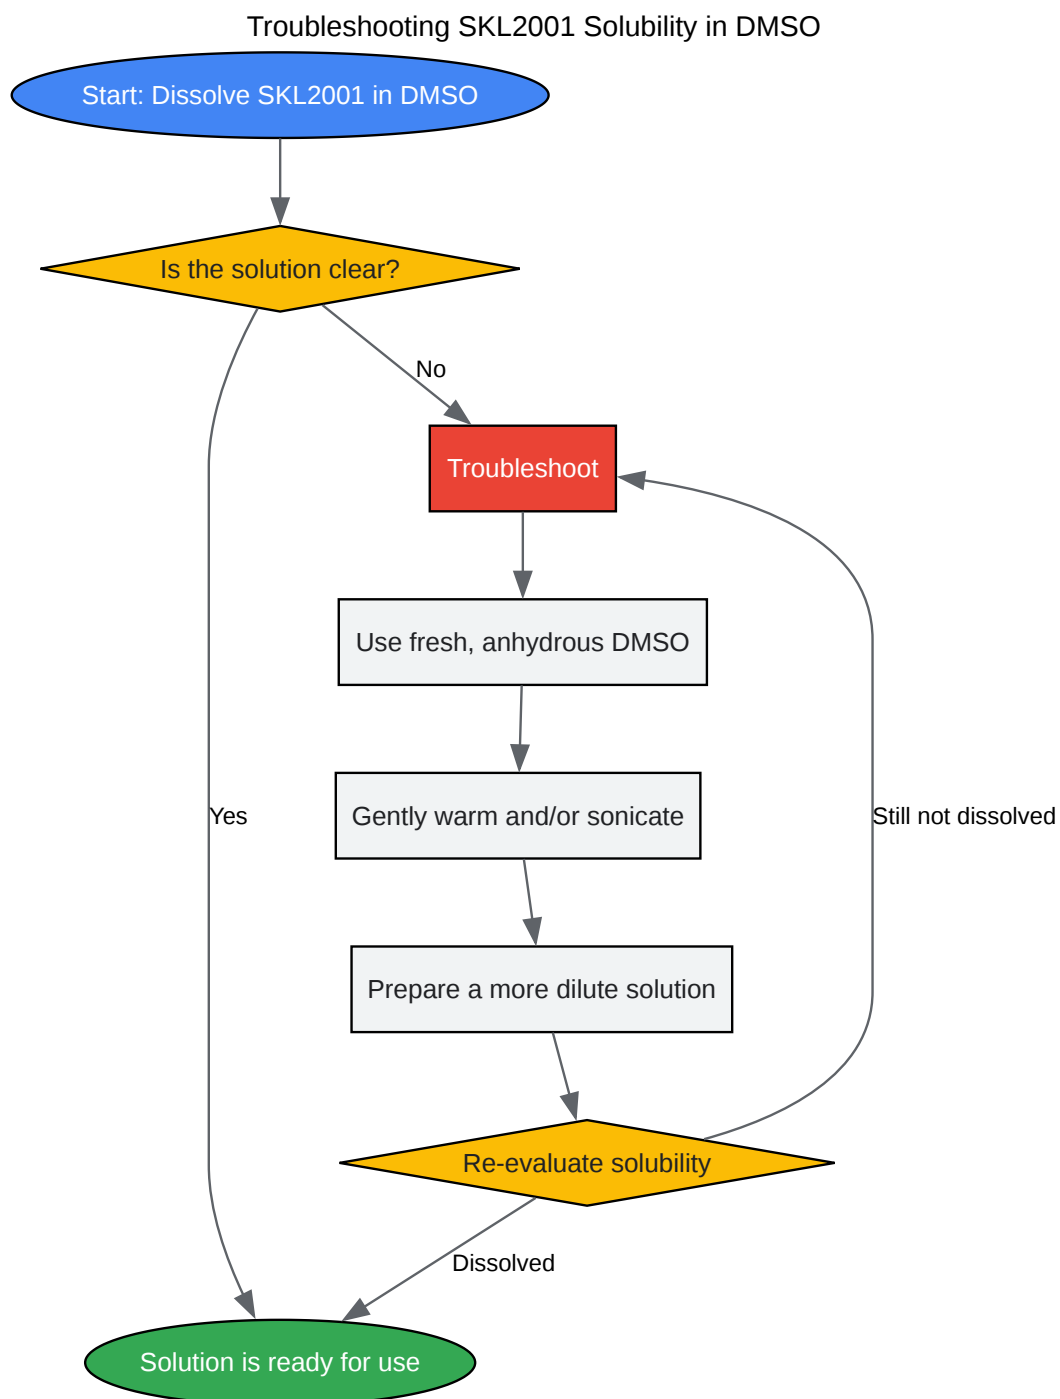 Troubleshooting SKL2001 Solubility in DMSO
Start: Dissolve SKL2001 in DMSO
Is the solution clear?
No
Troubleshoot
Use fresh, anhydrous DMSO
Gently warm and/or sonicate
Yes
Still not dissolved
Prepare a more dilute solution
Re-evaluate solubility
Dissolved
Solution is ready for use